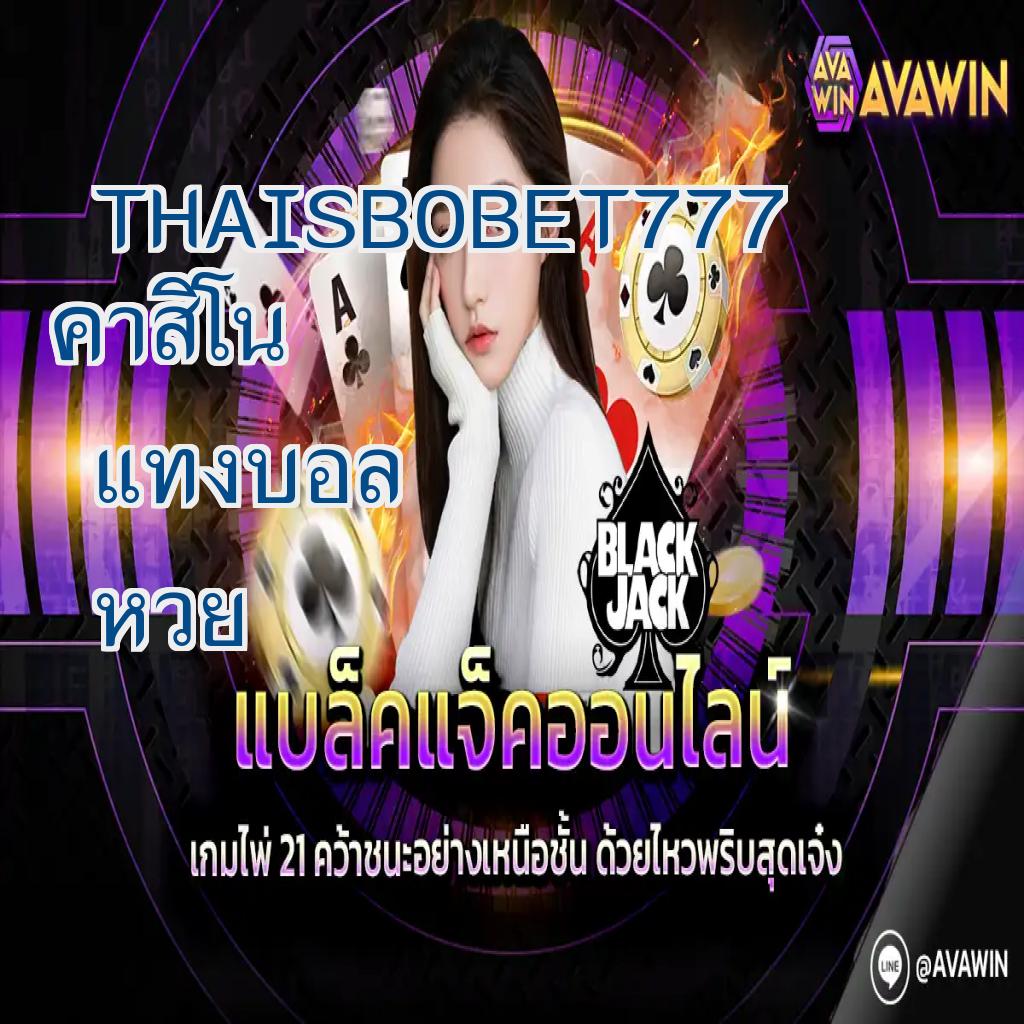 AVA
WIN
AVAWIN
THAISBOBET777
คาสิโน
A
แทงบอล
BLACK
JACK
หวย
แบล็คแจ็คออนไลน์
เกมไพ่ 21 คว้าชนะอย่างเหนือชั้น ด้วยไหวพริบสุดเจ๋ง
LINE
@AVAWIN